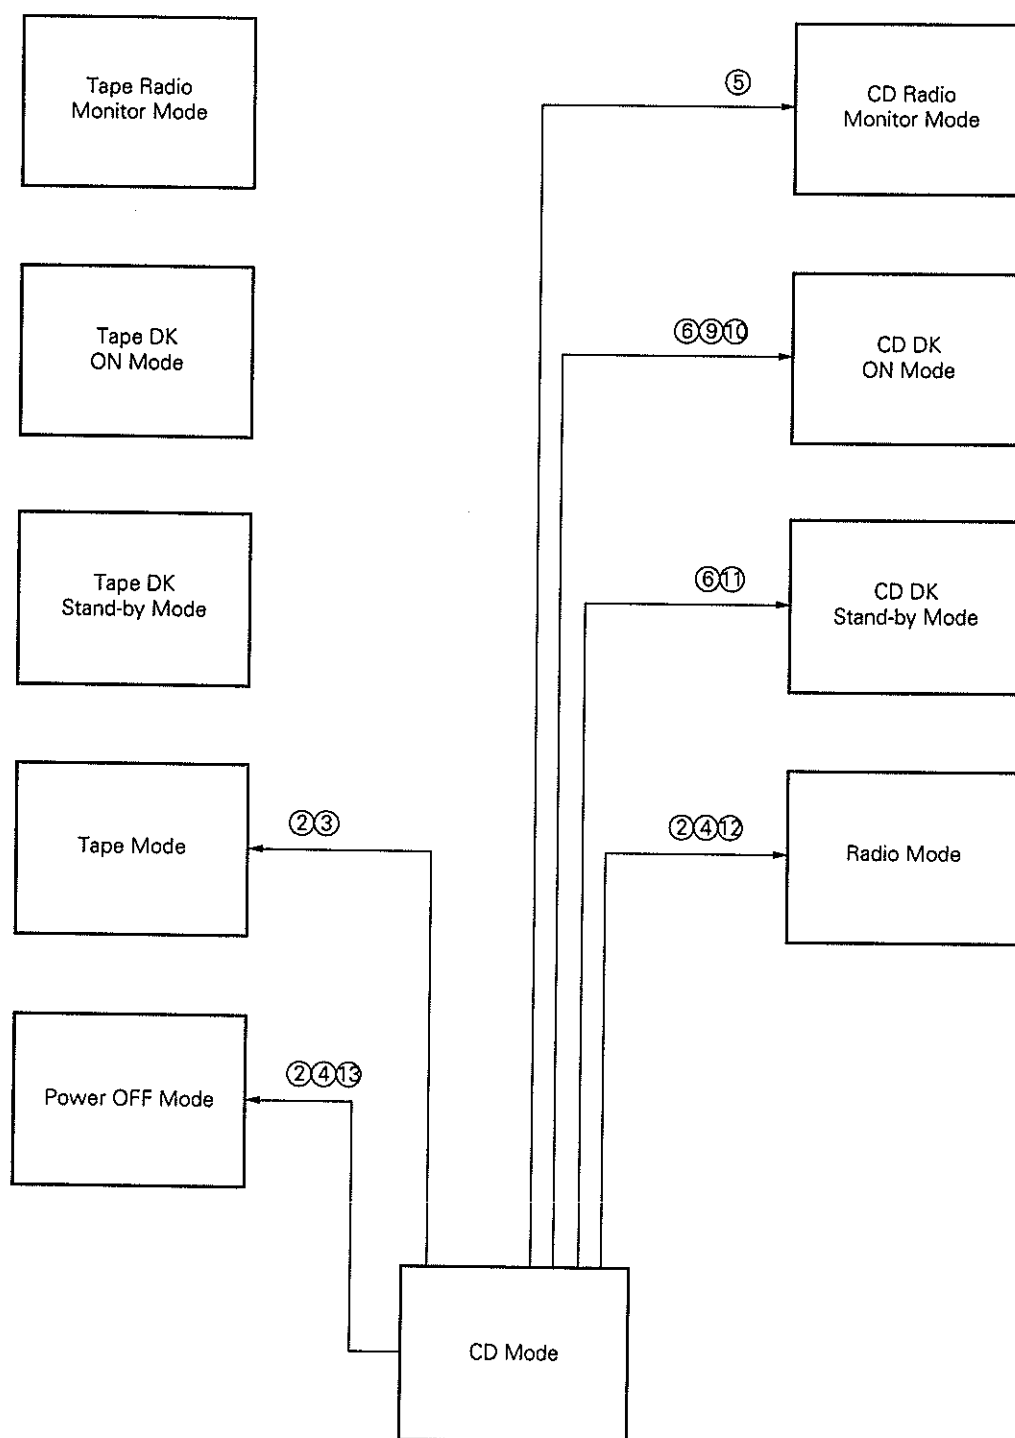 Tape Radio
Monitor Mode
⑤
CD Radio
Monitor Mode
Tape DK
ON Mode
⑥⑨⑩
CD DK
ON Mode
Tape DK
Stand-by Mode
⑥⑪
CD DK
Stand-by Mode
Tape Mode
②③
②④⑫
Radio Mode
Power OFF Mode
②④⑬
CD Mode